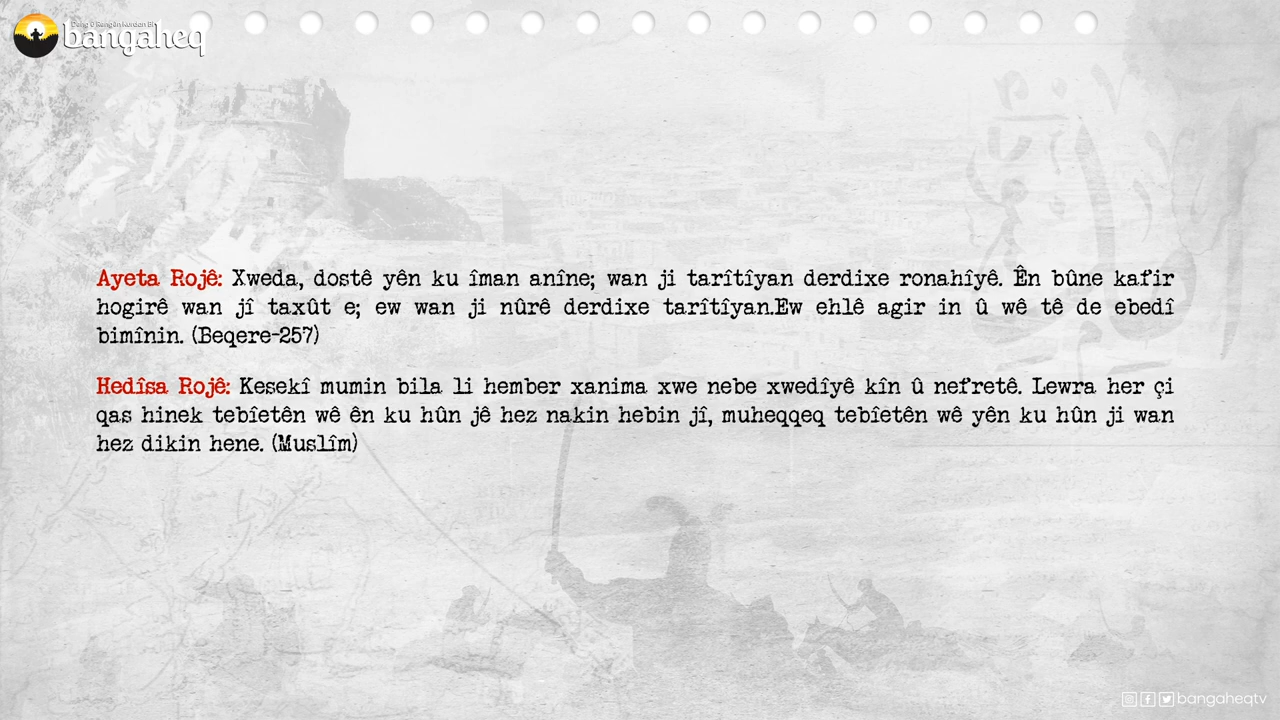 Deng û Rengên Kurdan Bi
bangaheq
Ayeta Rojê: Xweda, dostê yên ku îman anîne; wan ji tarîtîyan derdixe ronahîyê. Ên bûne kafir
hogirê wan jî taxût e; ew wan ji nûrê derdixe tarîtîyan.Ew ehlê agir in û wê tê de ebedî
bimînin. (Beqere-257)
Hedîsa Rojê: Kesekî mumin bila li hember xanima xwe nebe xwedîyê kîn û nefretê. Lewra her çi
qas hinek tebîetên wê ên ku hûn jê hez nakin hebin jî, muheqqeq tebîetên wê yên ku hûn ji wan
hez dikin hene. (Muslîm)
bangaheqtv